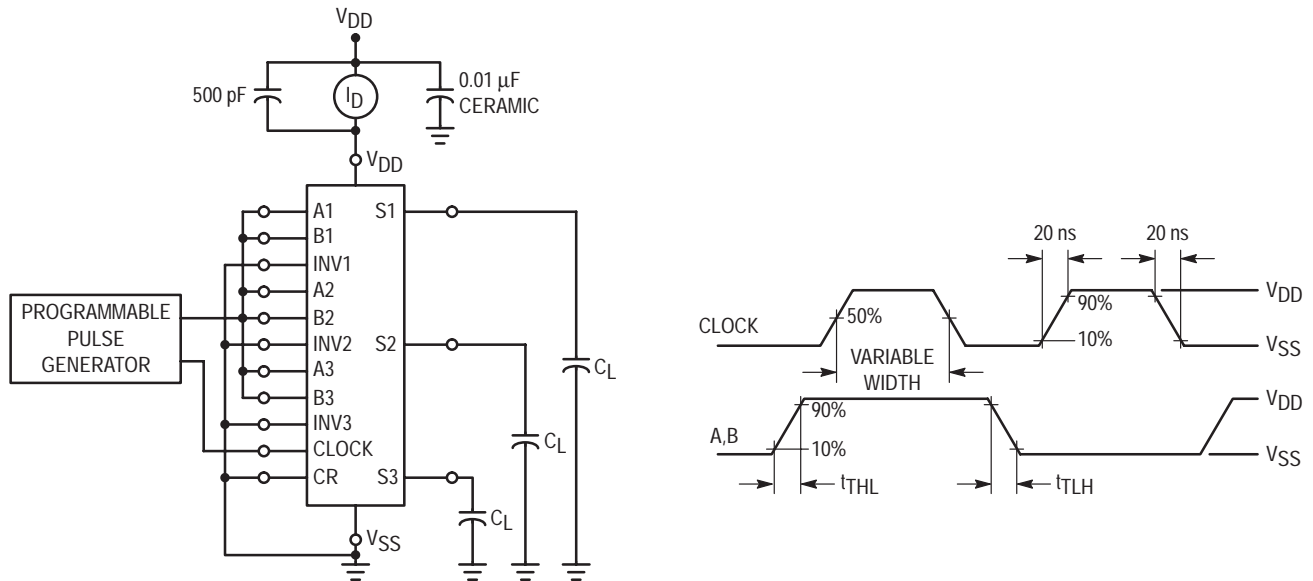 VDD
500 pF
ID
0.01 μF
CERAMIC
VDD
A1
B1
INV1
A2
B2
INV2
A3
B3
INV3
CLOCK
CR
S1
S2
S3
PROGRAMMABLE
PULSE
GENERATOR
CL
CL
CL
VSS
20 ns
20 ns
CLOCK
50%
90%
10%
VDD
VSS
VARIABLE
WIDTH
A,B
90%
10%
VDD
VSS
tTHL
tTLH